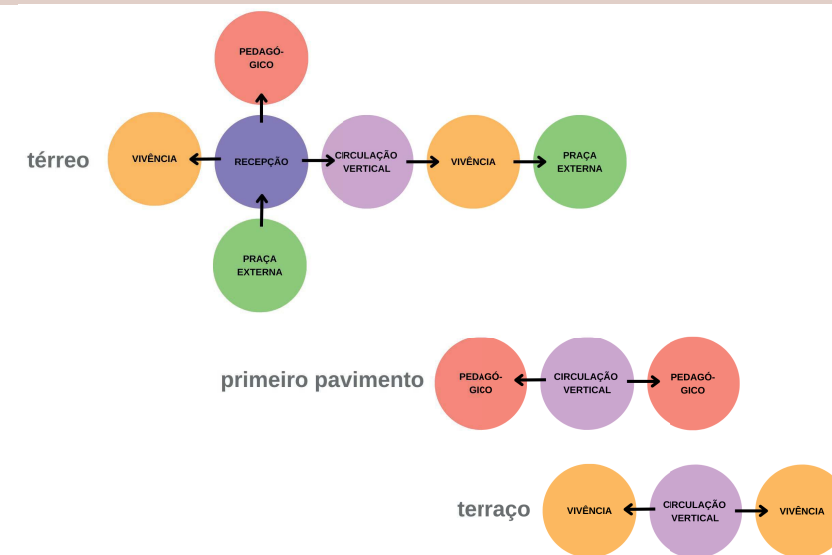 PEDAGÓ-
GICO
térreo
VIVÊNCIA
RECEPÇÃO
CIRCULAÇÃO
VERTICAL
VIVÊNCIA
PRAÇA
EXTERNA
PRAÇA
EXTERNA
primeiro pavimento
PEDAGÓ-
GICO
CIRCULAÇÃO
VERTICAL
PEDAGÓ-
GICO
terraço
VIVÊNCIA
CIRCULAÇÃO
VERTICAL
VIVÊNCIA